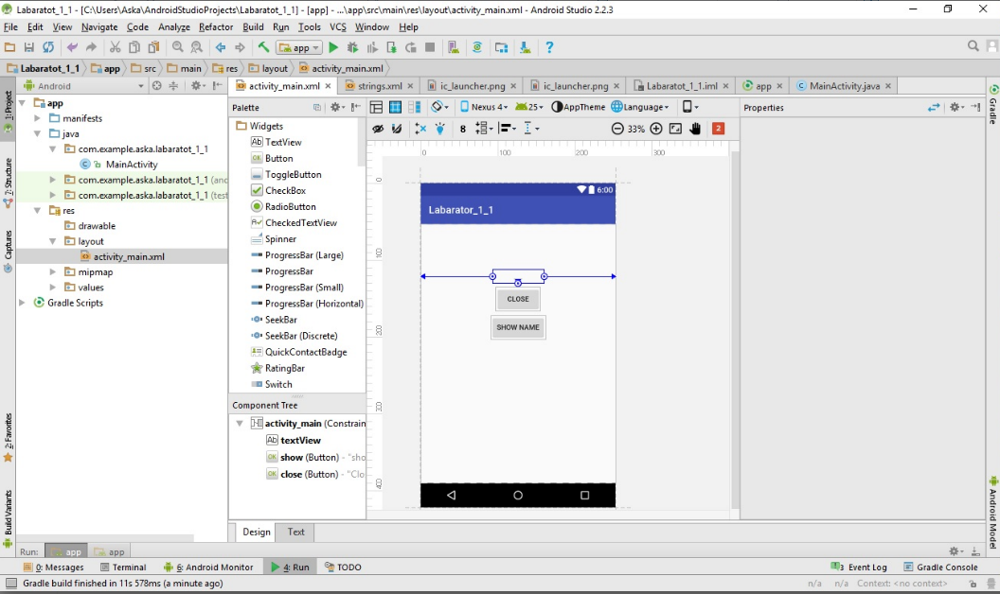 Labaratot_1_1 - [C:\Users\Aska\AndroidStudioProjects\Labaratot_1_1] - [app] - ...\app\src\main\res\layout\activity_main.xml - Android Studio 2.2.3
File Edit View Navigate Code Analyze Refactor Build Run Tools VCS Window Help
app
Labaratot_1_1 app src main res layout activity_main.xml
Android
activity_main.xml strings.xml ic_launcher.png ic_launcher.png Labaratot_1_1.iml app MainActivity.java
1: Project
2: Structure
Captures
2: Favorites
Build Variants
app
manifests
java
com.example.aska.labaratot_1_1
MainActivity
com.example.aska.labaratot_1_1 (anc
com.example.aska.labaratot_1_1 (test
res
drawable
layout
activity_main.xml
mipmap
values
Gradle Scripts
Palette
Widgets
TextView
Button
ToggleButton
CheckBox
RadioButton
CheckedTextView
Spinner
ProgressBar (Large)
ProgressBar
ProgressBar (Small)
ProgressBar (Horizontal)
SeekBar
SeekBar (Discrete)
QuickContactBadge
RatingBar
Switch
Component Tree
activity_main (Constrain
Ab textView
OK show (Button) - "sho
OK close (Button) - "Clo
Nexus 4 25 AppTheme Language
8 33% 2
0 100 200 300
0
100
200
300
400
6:00
Labarator_1_1
CLOSE
SHOW NAME
Design Text
Properties
Gradle
Android Model
Run: app app
0: Messages Terminal 6: Android Monitor 4: Run TODO 3 Event Log Gradle Console
Gradle build finished in 11s 578ms (a minute ago) n/a n/a Context: <no context>